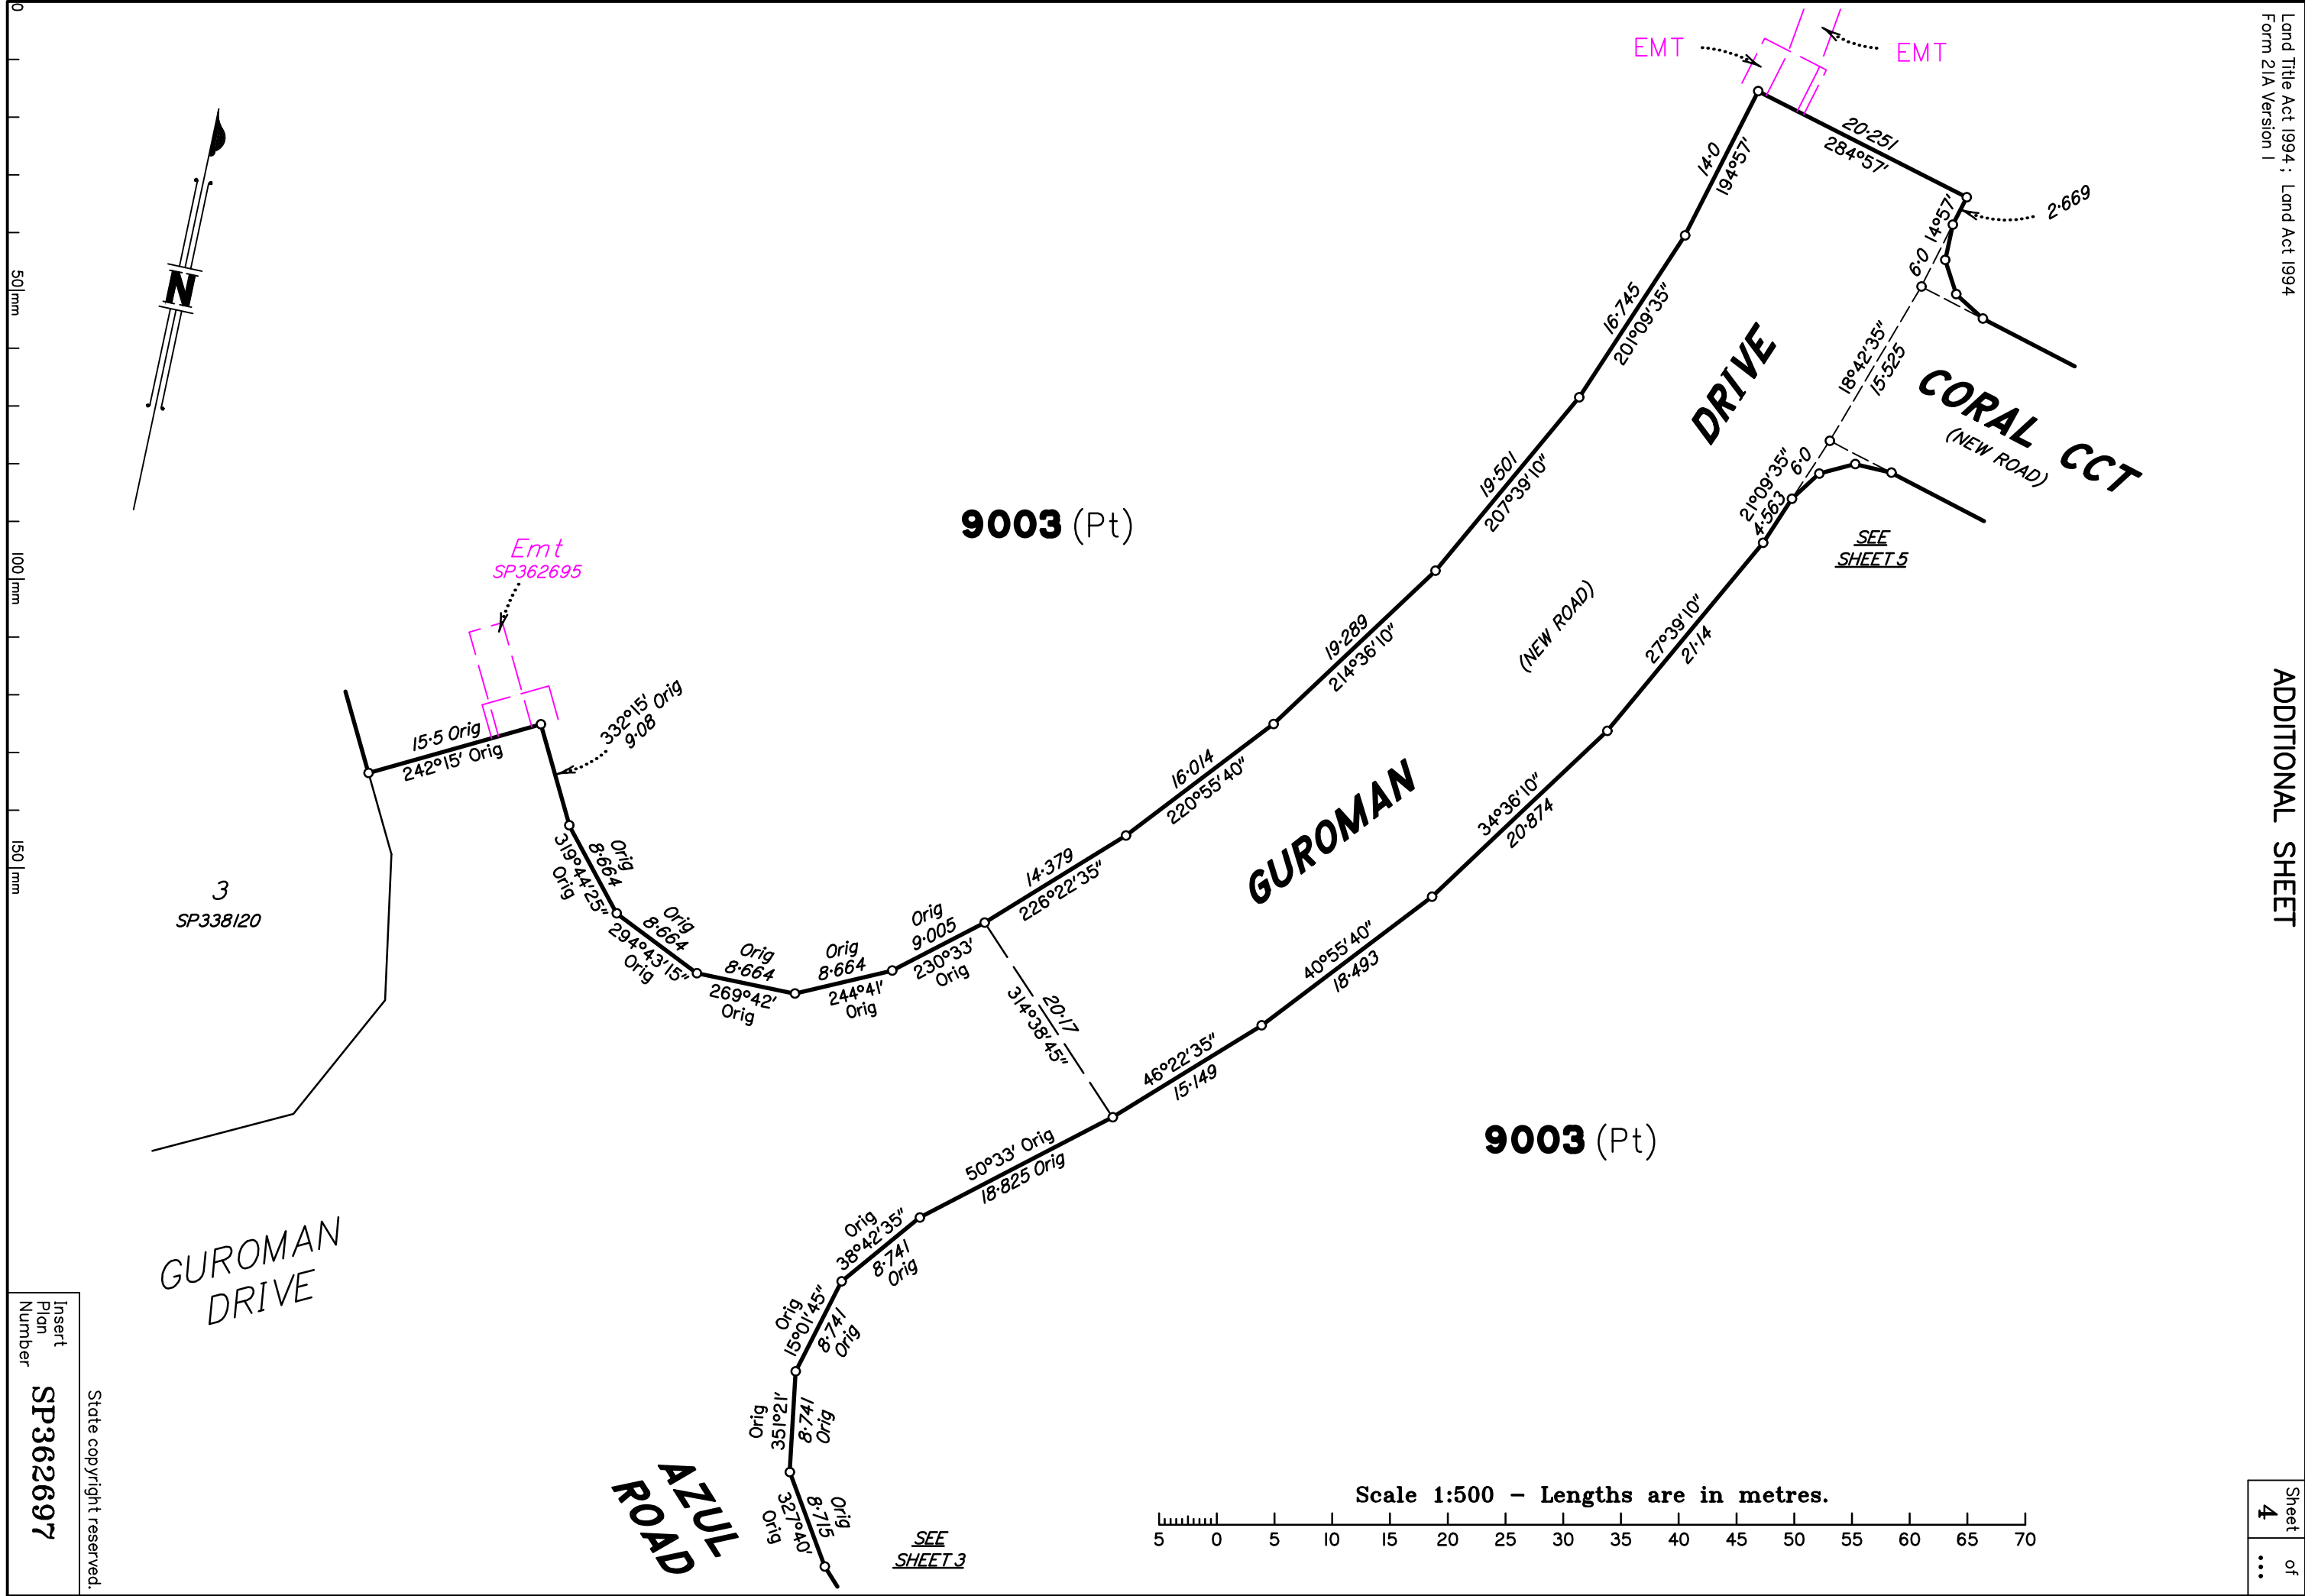 Land Title Act 1994 ; Land Act 1994
Form 21A Version 1
ADDITIONAL SHEET
Sheet of
4 ...
0
50 mm
100 mm
150 mm
N
EMT
EMT
20·251
284°57'
2·669
14°57'
6·0
14·0
194°57'
16·745
201°09'35"
18°42'35"
15·525
DRIVE
CORAL CCT
(NEW ROAD)
21°09'35"
6·0
4·563
SEE
SHEET 5
19·501
207°39'10"
9003 (Pt)
Emt
SP362695
(NEW ROAD)
27°39'10"
21·14
19·289
214°36'10"
332°15' Orig
9·08
15·5 Orig
242°15' Orig
16·014
220°55'40"
GUROMAN
34°36'10"
20·874
Orig
8·664
319°44'25"
Orig
14·379
226°22'35"
3
SP338120
Orig
8·664
294°43'15"
Orig
Orig
8·664
269°42'
Orig
Orig
8·664
244°41'
Orig
Orig
9·005
230°33'
Orig
40°55'40"
18·493
20·17
314°38'45"
46°22'35"
15·149
9003 (Pt)
50°33' Orig
18·825 Orig
GUROMAN
DRIVE
Orig
38°42'35"
8·741
Orig
Orig
15°01'45"
8·741
Orig
Orig
351°21'
8·741
Orig
Orig
8·715
327°40'
Orig
AZUL
ROAD
SEE
SHEET 3
Scale 1:500 – Lengths are in metres.
5 0 5 10 15 20 25 30 35 40 45 50 55 60 65 70
State copyright reserved.
Insert
Plan
Number
SP362697